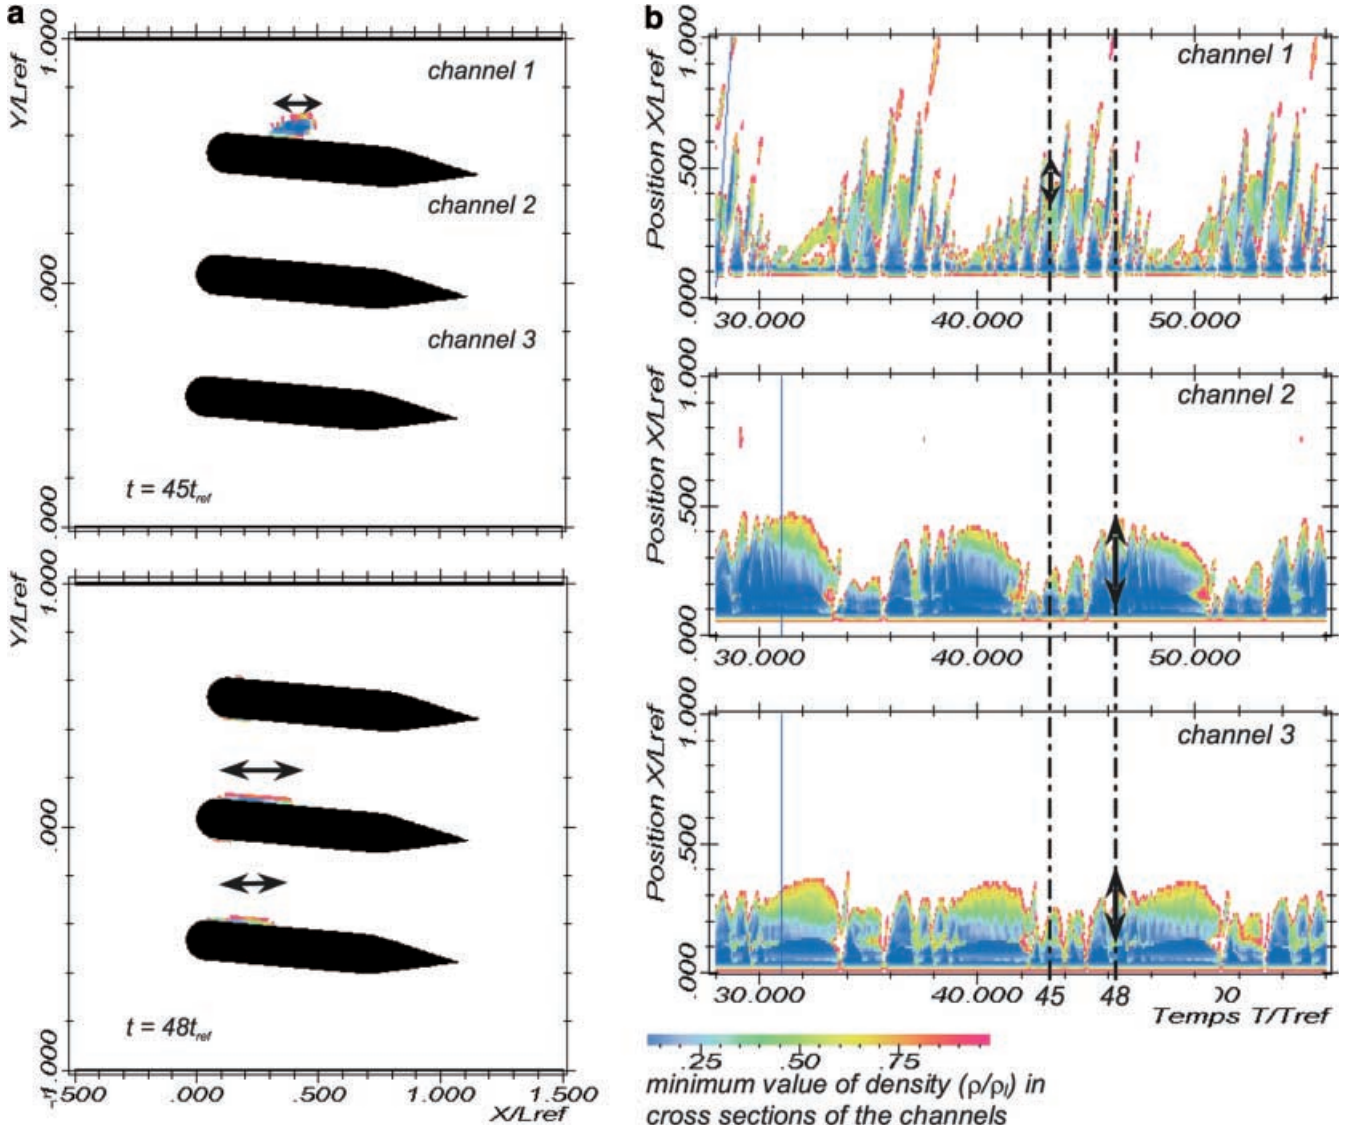 a
1.000
Y/Lref
channel 1
channel 2
.000
channel 3
t = 45tref
.000
1.000
Y/Lref
.000
t = 48tref
.000
-.500
.000
.500
1.000
1.500
X/Lref
b
1.000
Position X/Lref
.500
.000
channel 1
30.000
40.000
50.000
1.000
Position X/Lref
.500
.000
channel 2
30.000
40.000
50.000
1.000
Position X/Lref
.500
.000
channel 3
30.000
40.000
45
48
00
Temps T/Tref
.25
.50
.75
minimum value of density (ρ/ρl) in
cross sections of the channels